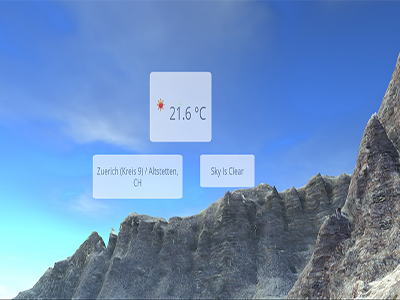 21.6 °C
Zuerich (Kreis 9) / Altstetten,
CH
Sky Is Clear